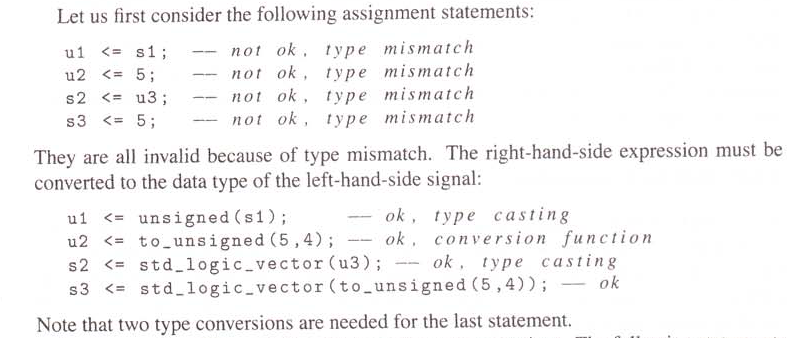 Let us first consider the following assignment statements:
u1 <= s1; -- not ok, type mismatch
u2 <= 5; -- not ok, type mismatch
s2 <= u3; -- not ok, type mismatch
s3 <= 5; -- not ok, type mismatch
They are all invalid because of type mismatch. The right-hand-side expression must be
converted to the data type of the left-hand-side signal:
u1 <= unsigned(s1); -- ok, type casting
u2 <= to_unsigned(5,4); -- ok, conversion function
s2 <= std_logic_vector(u3); -- ok, type casting
s3 <= std_logic_vector(to_unsigned(5,4)); -- ok
Note that two type conversions are needed for the last statement.